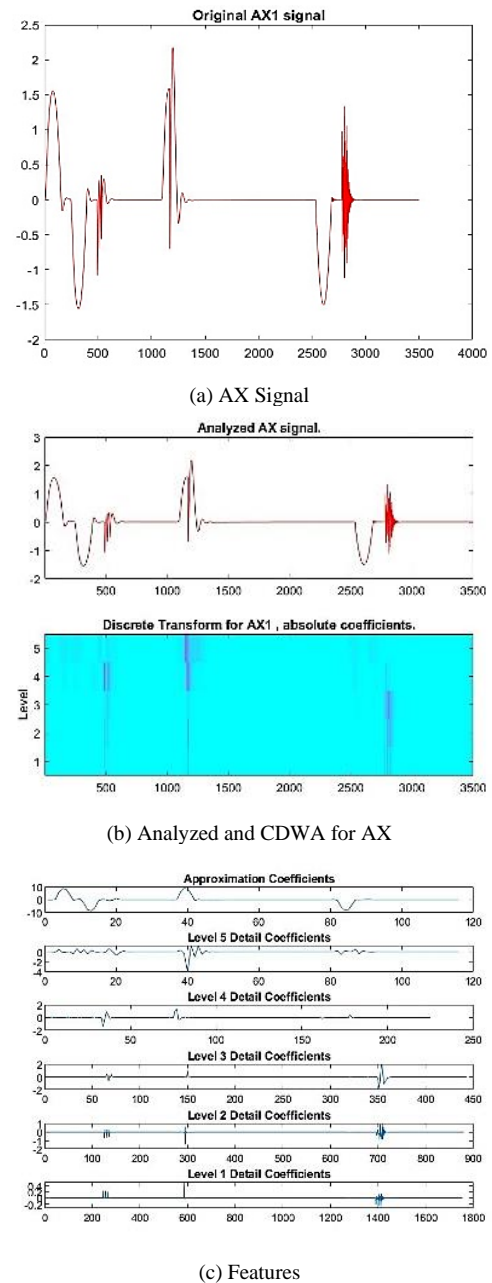 Original AX1 signal
2.5
2
1.5
1
0.5
0
-0.5
-1
-1.5
-2
0 500 1000 1500 2000 2500 3000 3500 4000
(a) AX Signal
Analyzed AX signal.
3
2
1
0
-1
-2
500 1000 1500 2000 2500 3000 3500
Discrete Transform for AX1 , absolute coefficients.
Level
5
4
3
2
1
500 1000 1500 2000 2500 3000 3500
(b) Analyzed and CDWA for AX
Approximation Coefficients
10
0
-10
0 20 40 60 80 100 120
Level 5 Detail Coefficients
0
-2
-4
0 20 40 60 80 100 120
Level 4 Detail Coefficients
2
0
-2
0 50 100 150 200 250
Level 3 Detail Coefficients
2
0
-2
0 50 100 150 200 250 300 350 400 450
Level 2 Detail Coefficients
1
0
-1
-2
0 100 200 300 400 500 600 700 800 900
Level 1 Detail Coefficients
0.4
0.2
0
-0.2
0 200 400 600 800 1000 1200 1400 1600 1800
(c) Features